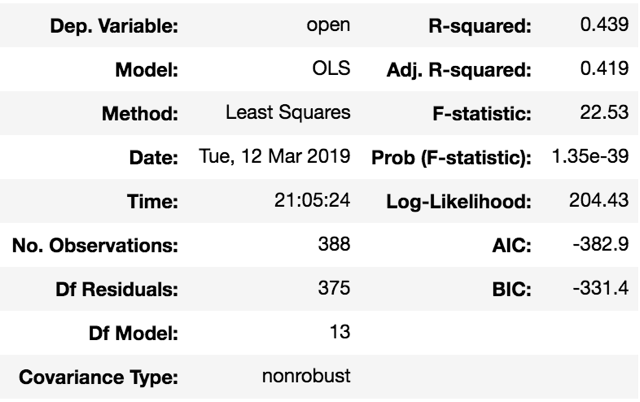 Dep. Variable: open R-squared: 0.439
Model: OLS Adj. R-squared: 0.419
Method: Least Squares F-statistic: 22.53
Date: Tue, 12 Mar 2019 Prob (F-statistic): 1.35e-39
Time: 21:05:24 Log-Likelihood: 204.43
No. Observations: 388 AIC: -382.9
Df Residuals: 375 BIC: -331.4
Df Model: 13
Covariance Type: nonrobust